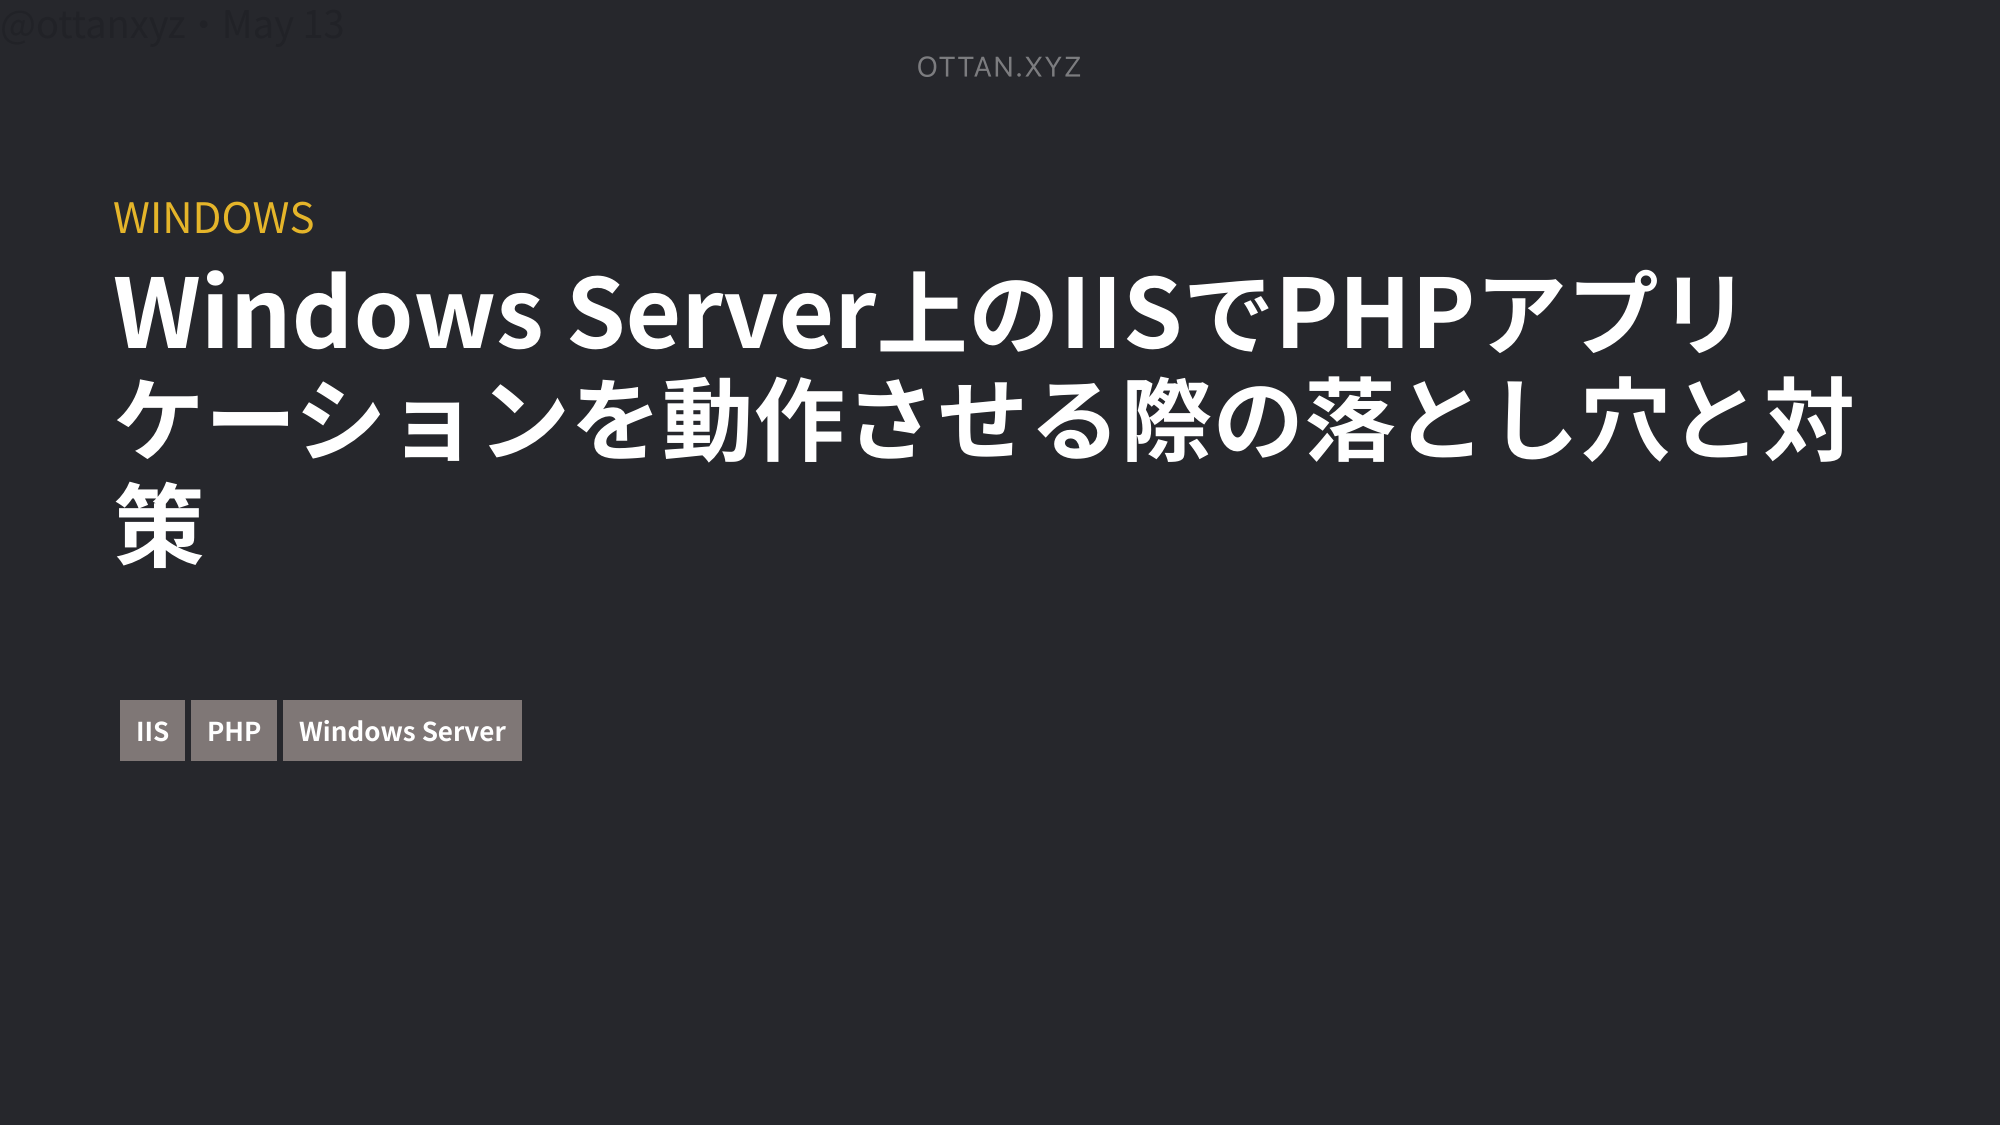 @ottanxyz・May 13
OTTAN.XYZ
WINDOWS
Windows Server上のIISでPHPアプリ
ケーションを動作させる際の落とし穴と対
策
IIS PHP Windows Server